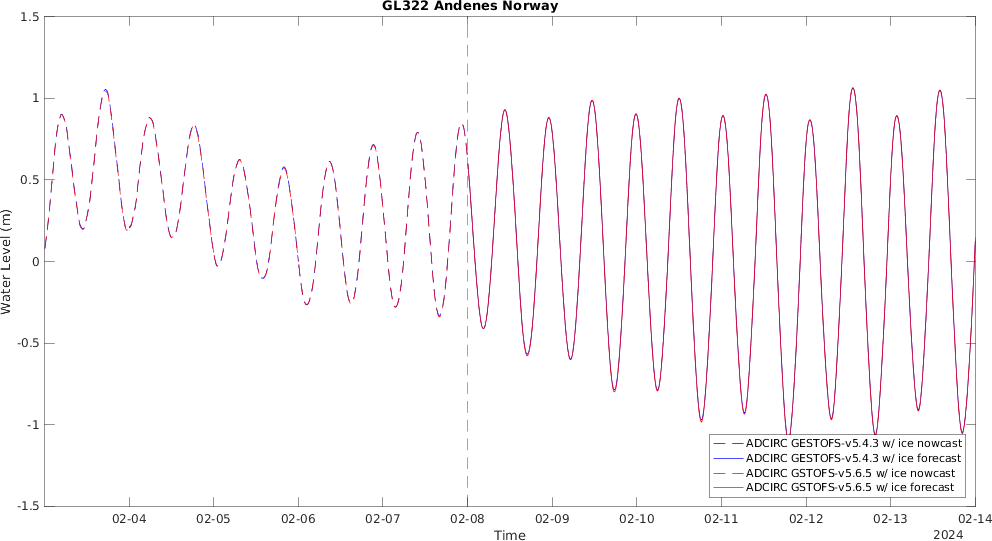 GL322 Andenes Norway
1.5
1
0.5
0
-0.5
-1
-1.5
Water Level (m)
ADCIRC GESTOFS-v5.4.3 w/ ice nowcast
ADCIRC GESTOFS-v5.4.3 w/ ice forecast
ADCIRC GSTOFS-v5.6.5 w/ ice nowcast
ADCIRC GSTOFS-v5.6.5 w/ ice forecast
02-04 02-05 02-06 02-07 02-08 02-09 02-10 02-11 02-12 02-13 02-14
Time
2024